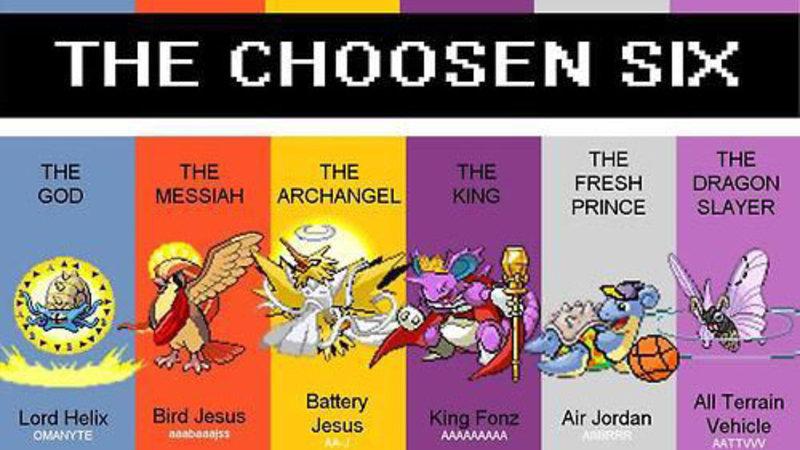 THE CHOOSEN SIX
THE
GOD
THE
MESSIAH
THE
ARCHANGEL
THE
KING
THE
FRESH
PRINCE
THE
DRAGON
SLAYER
Lord Helix
OMANYTE
Bird Jesus
aaabaaajss
Battery
Jesus
AA-J
King Fonz
AAAAAAAAA
Air Jordan
All Terrain
Vehicle
AATTVVV